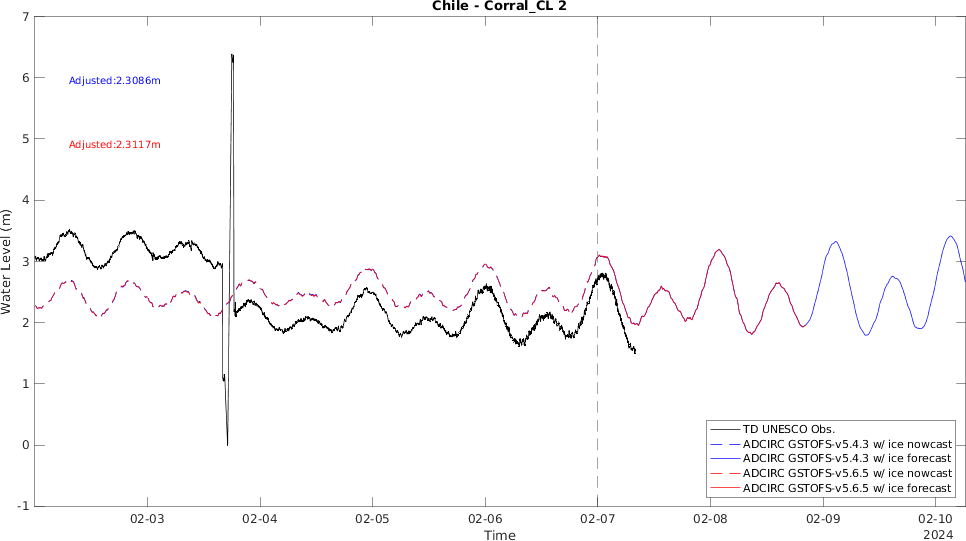 Chile - Corral_CL 2
7
6
5
4
3
2
1
0
-1
Water Level (m)
Adjusted:2.3086m
Adjusted:2.3117m
TD UNESCO Obs.
ADCIRC GSTOFS-v5.4.3 w/ ice nowcast
ADCIRC GSTOFS-v5.4.3 w/ ice forecast
ADCIRC GSTOFS-v5.6.5 w/ ice nowcast
ADCIRC GSTOFS-v5.6.5 w/ ice forecast
02-03 02-04 02-05 02-06 02-07 02-08 02-09 02-10
Time
2024